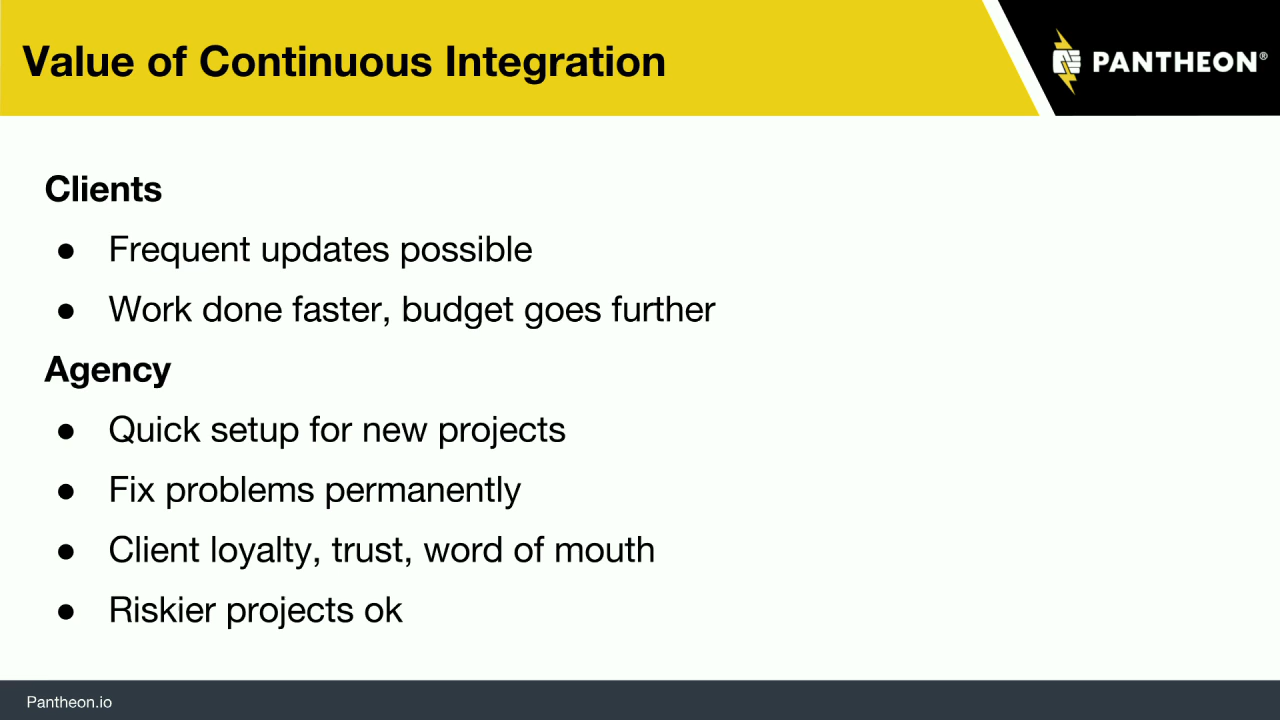 Value of Continuous Integration
PANTHEON®
Clients
● Frequent updates possible
● Work done faster, budget goes further
Agency
● Quick setup for new projects
● Fix problems permanently
● Client loyalty, trust, word of mouth
● Riskier projects ok
Pantheon.io